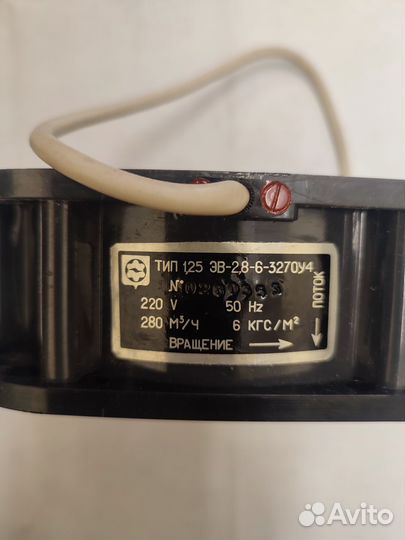 ТИП 1,25 ЭВ-2,8-6-3270У4
№
220 V 50 Hz
280 М³/Ч 6 КГС/М²
ВРАЩЕНИЕ →
ПОТОК →
Avito